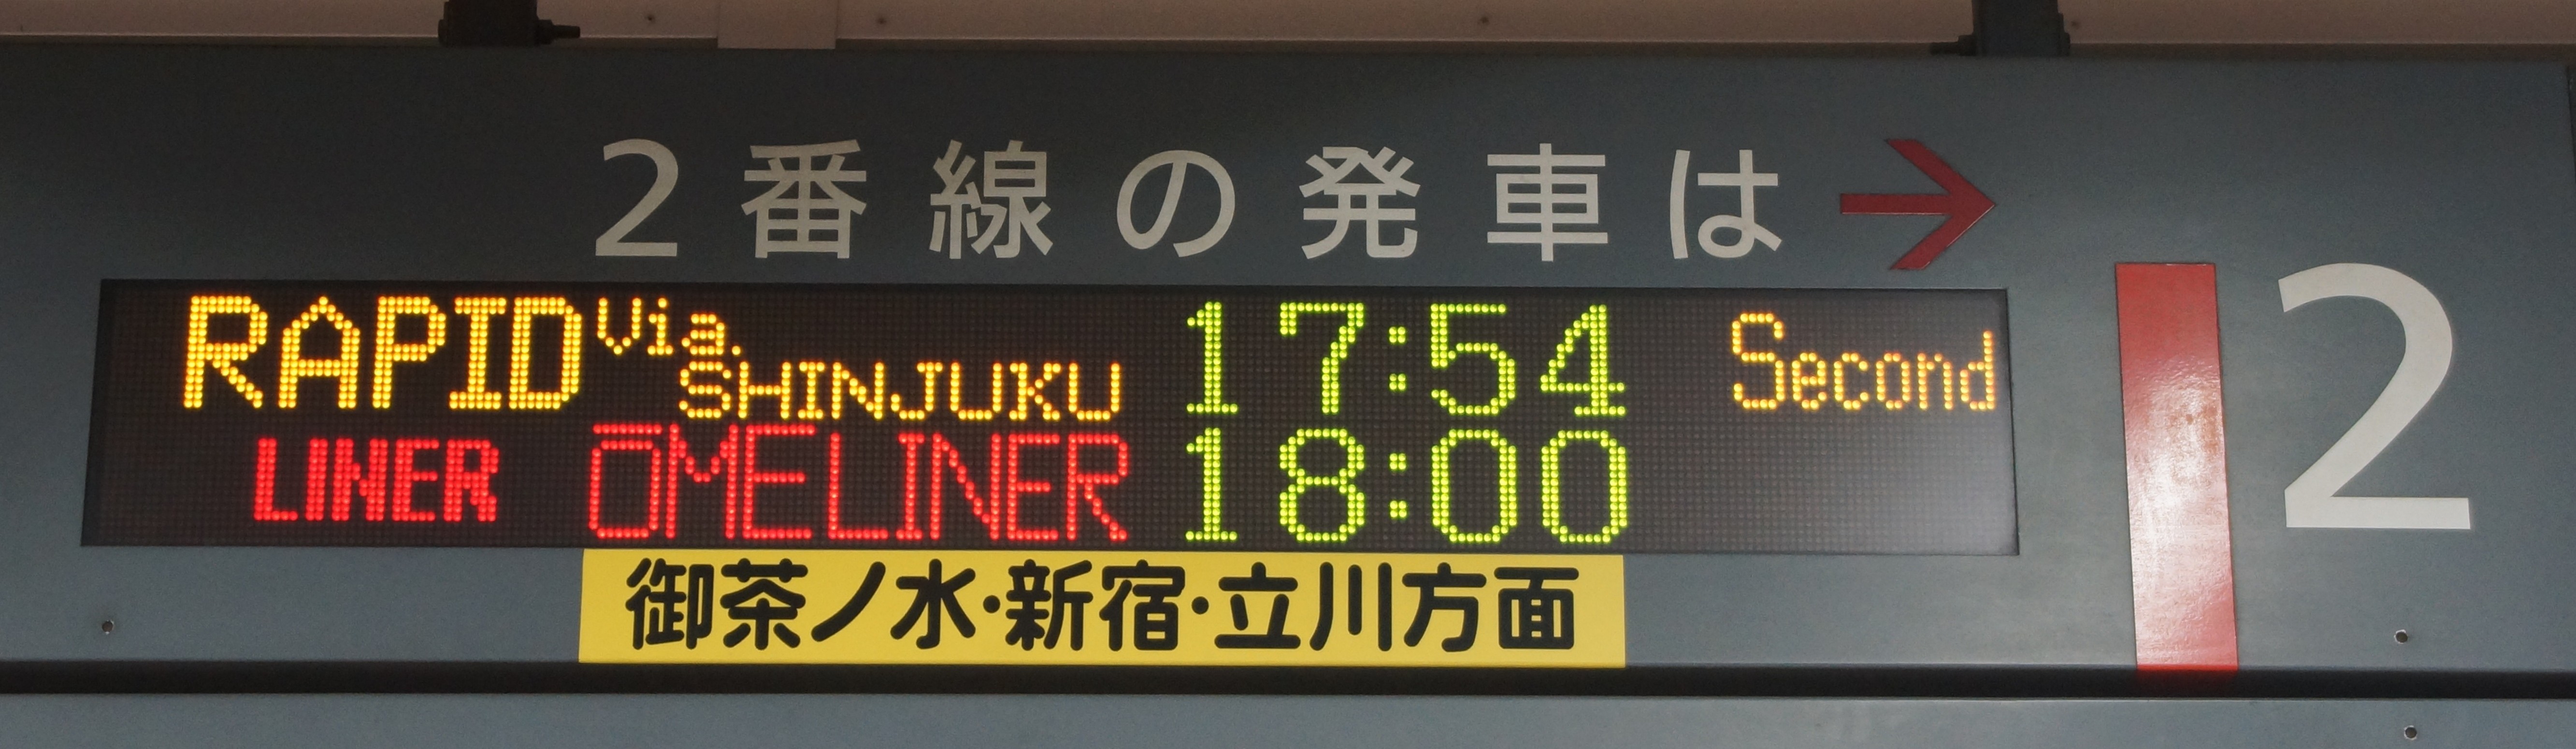 2番線の発車は→
RAPID Via. SHINJUKU 17:54 Second
LINER ŌMELINER 18:00
2
御茶ノ水・新宿・立川方面